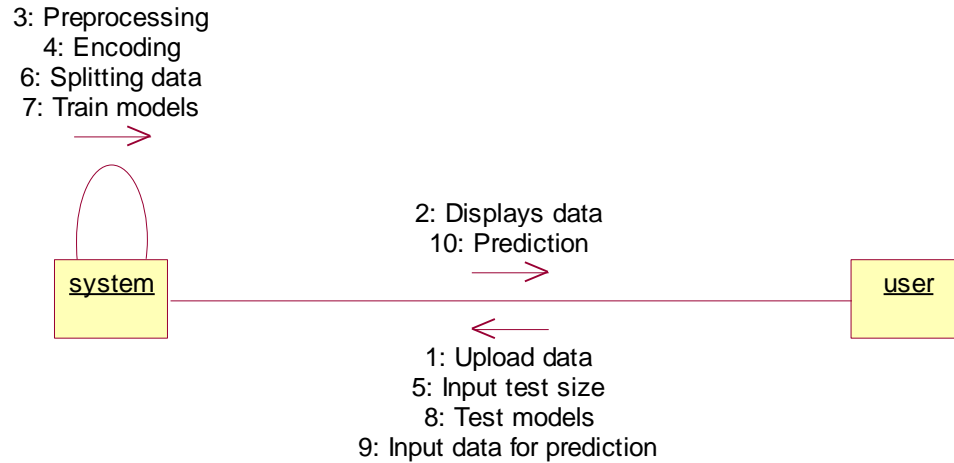 3: Preprocessing
4: Encoding
6: Splitting data
7: Train models
2: Displays data
10: Prediction
system
user
1: Upload data
5: Input test size
8: Test models
9: Input data for prediction